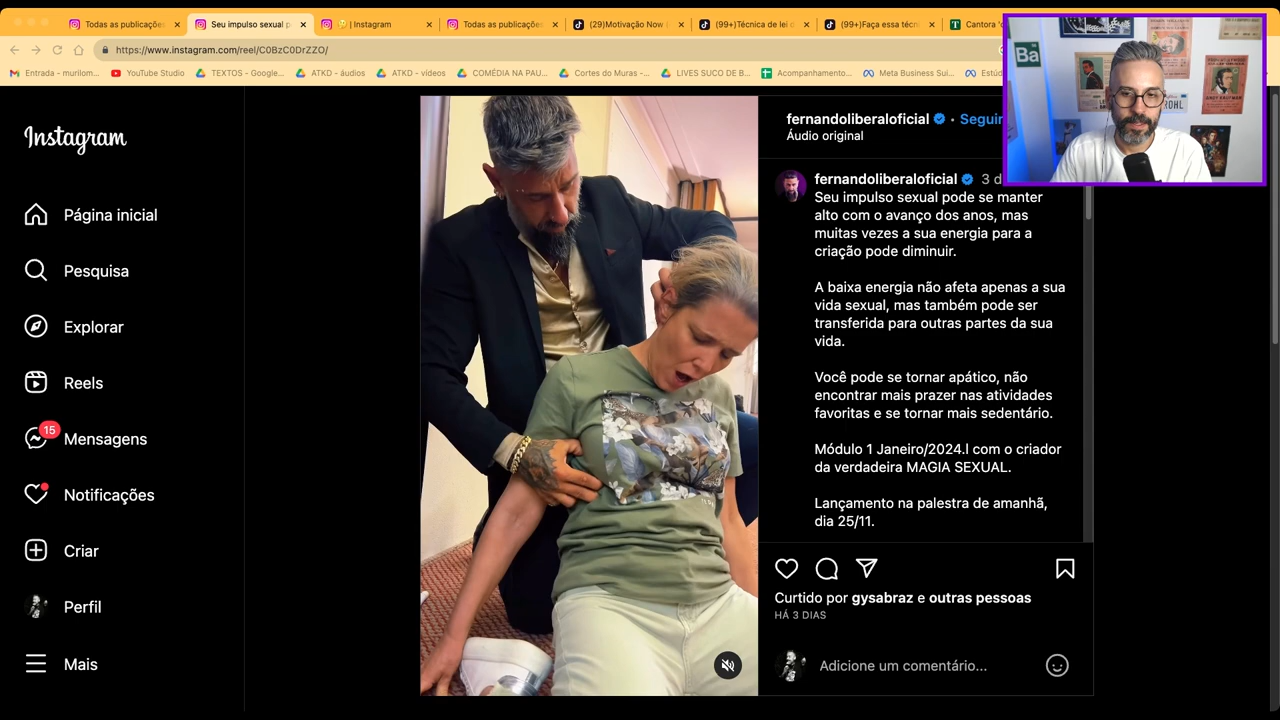 Todas as publicaçõe
Seu impulso sexual p
| Instagram
Todas as publicaçõe
(29)Motivação Now
(99+)Técnica de lei
(99+)Faça essa técn
Cantora
https://www.instagram.com/reel/C0BzC0DrZZO/
Entrada - murilom...
YouTube Studio
TEXTOS - Google...
ATKD - áudios
ATKD - vídeos
COMÉDIA NA PAU...
Cortes do Muras -...
LIVES SUCO DE B...
Acompanhamento...
Meta Business Sui...
Estúd
Ba
Instagram
Página inicial
Pesquisa
Explorar
Reels
15
Mensagens
Notificações
Criar
Perfil
Mais
fernandoliberaloficial • Seguir
Áudio original
fernandoliberaloficial 3 d
Seu impulso sexual pode se manter
alto com o avanço dos anos, mas
muitas vezes a sua energia para a
criação pode diminuir.
A baixa energia não afeta apenas a sua
vida sexual, mas também pode ser
transferida para outras partes da sua
vida.
Você pode se tornar apático, não
encontrar mais prazer nas atividades
favoritas e se tornar mais sedentário.
Módulo 1 Janeiro/2024.l com o criador
da verdadeira MAGIA SEXUAL.
Lançamento na palestra de amanhã,
dia 25/11.
Curtido por gysabraz e outras pessoas
HÁ 3 DIAS
Adicione um comentário...